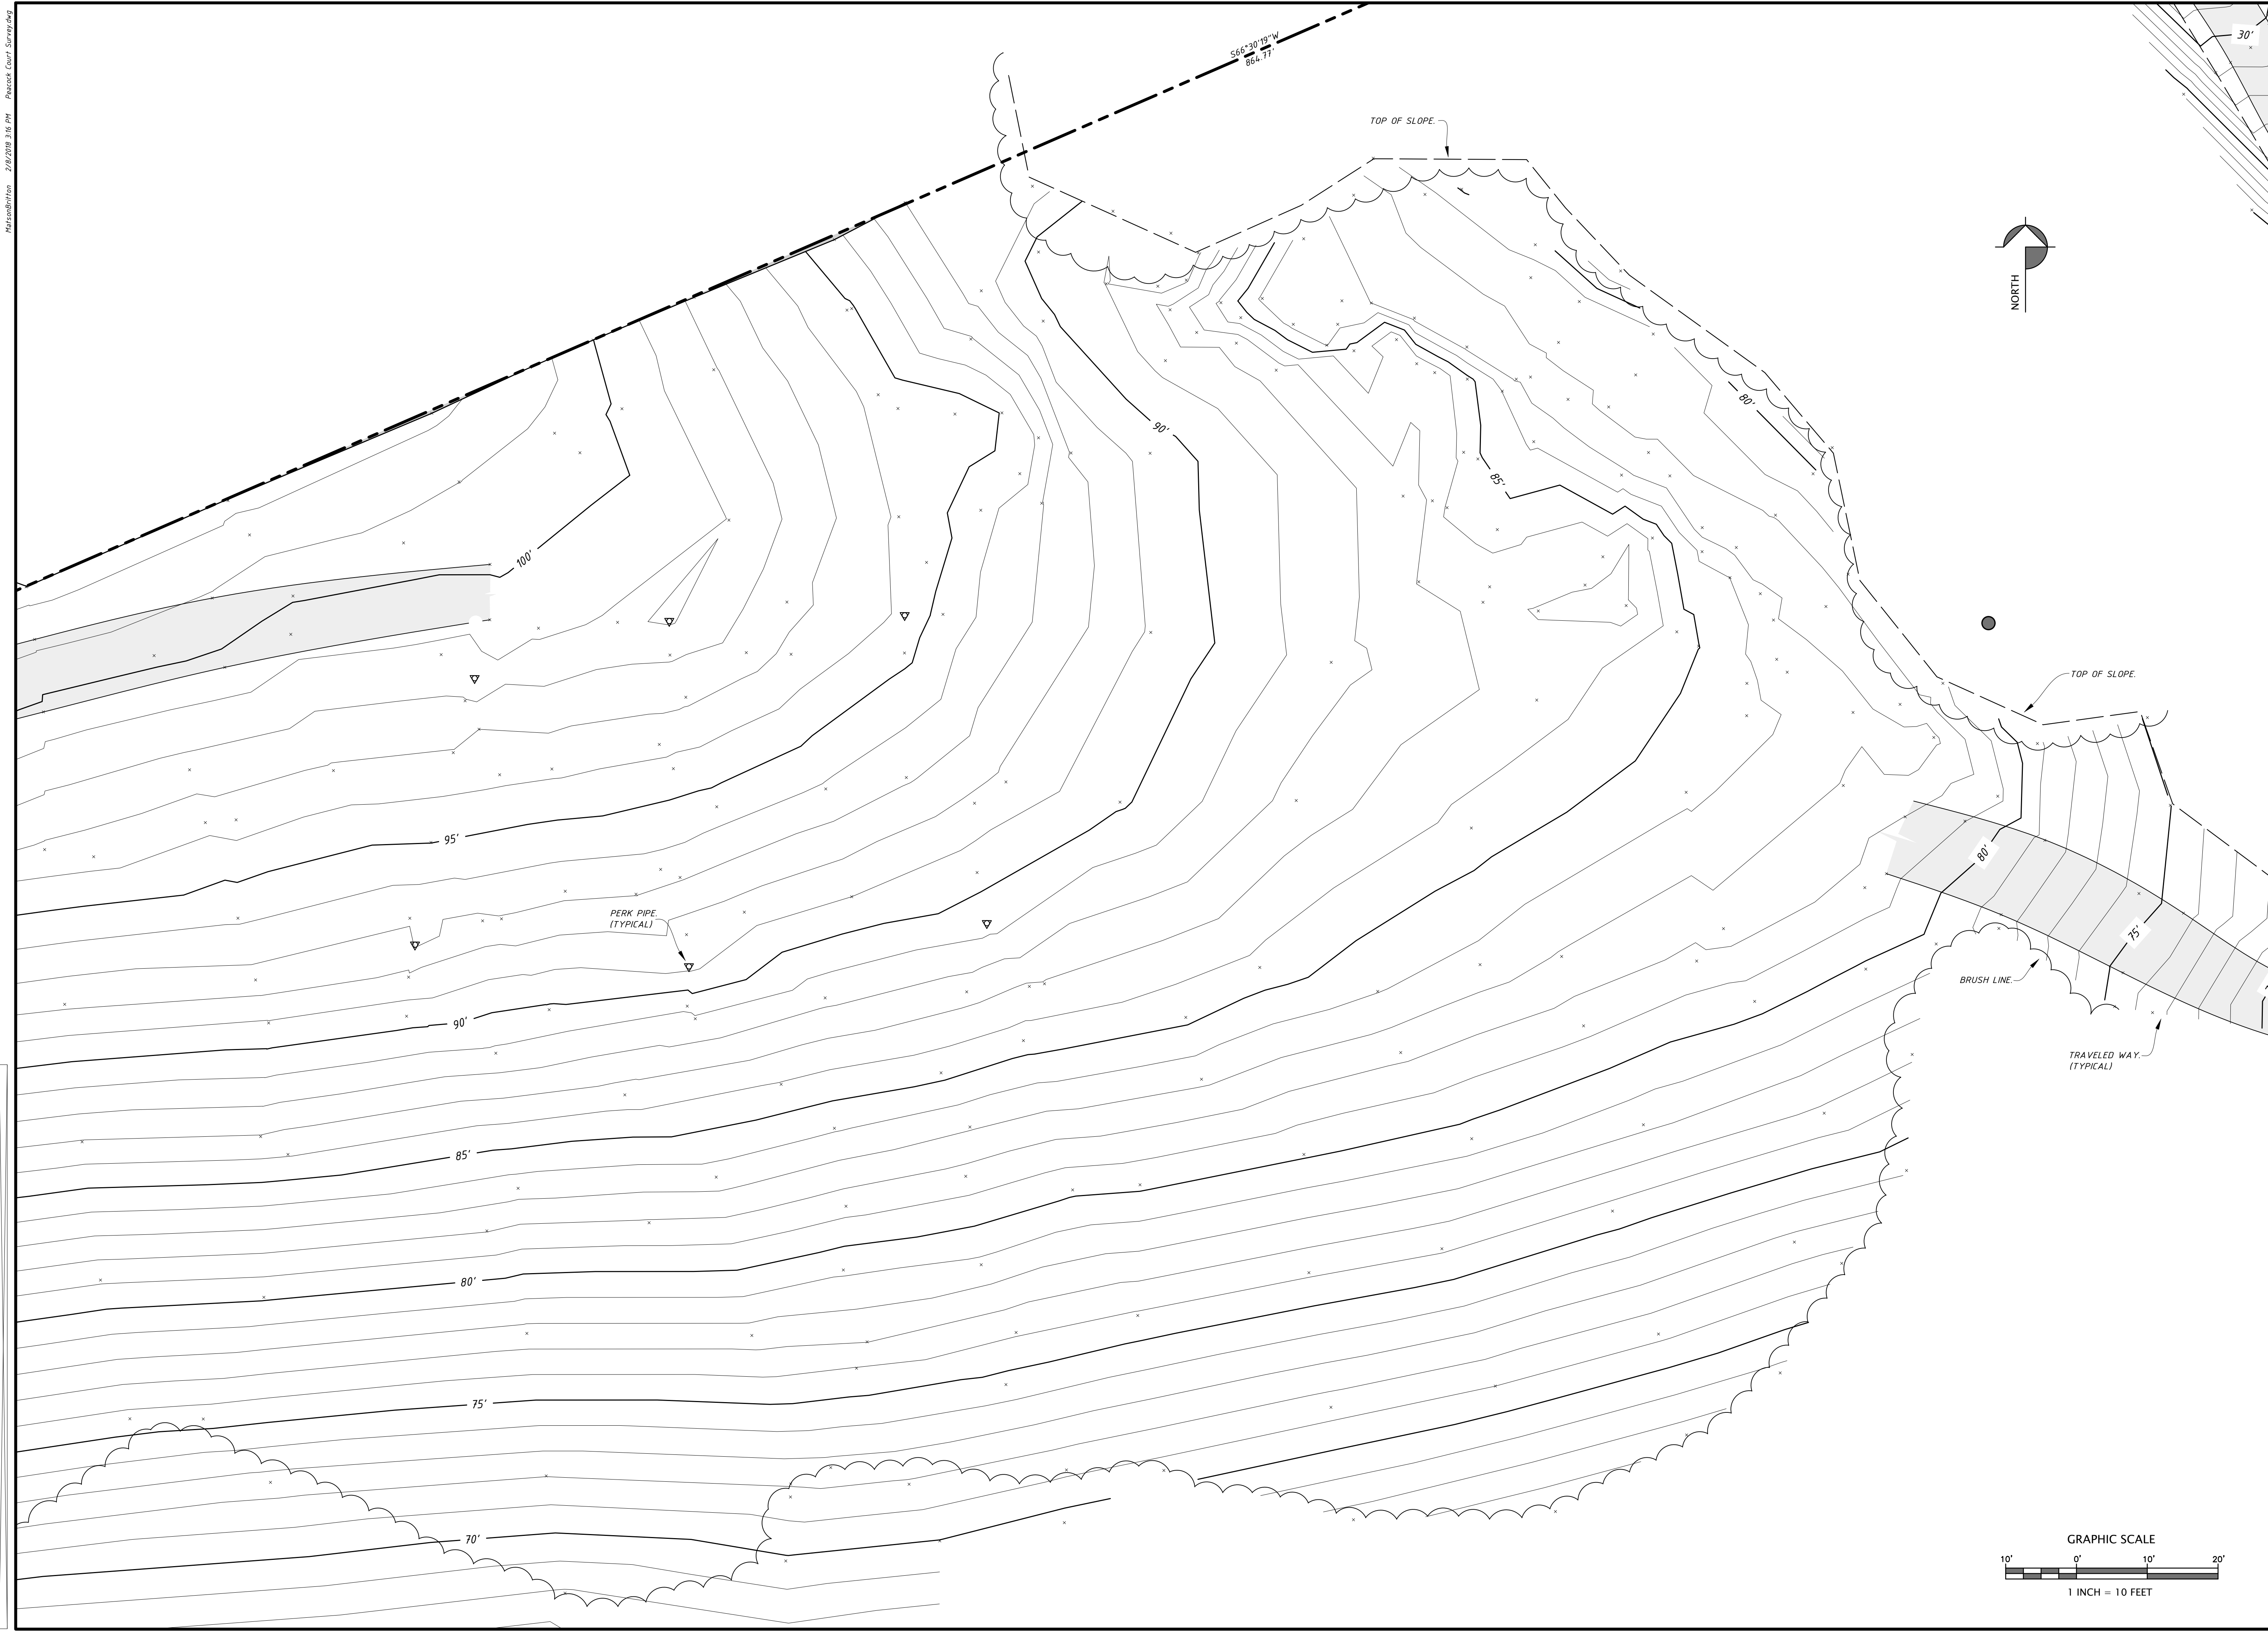 MatsonBritton 2/8/2018 3:16 PM Peacock Court Survey.dwg
S66°30'19"W
864.77'
30'
TOP OF SLOPE.
NORTH
80'
90'
85'
100'
TOP OF SLOPE.
95'
80'
PERK PIPE.
(TYPICAL)
75'
BRUSH LINE.
90'
TRAVELED WAY.
(TYPICAL)
85'
80'
75'
70'
GRAPHIC SCALE
10' 0' 10' 20'
1 INCH = 10 FEET